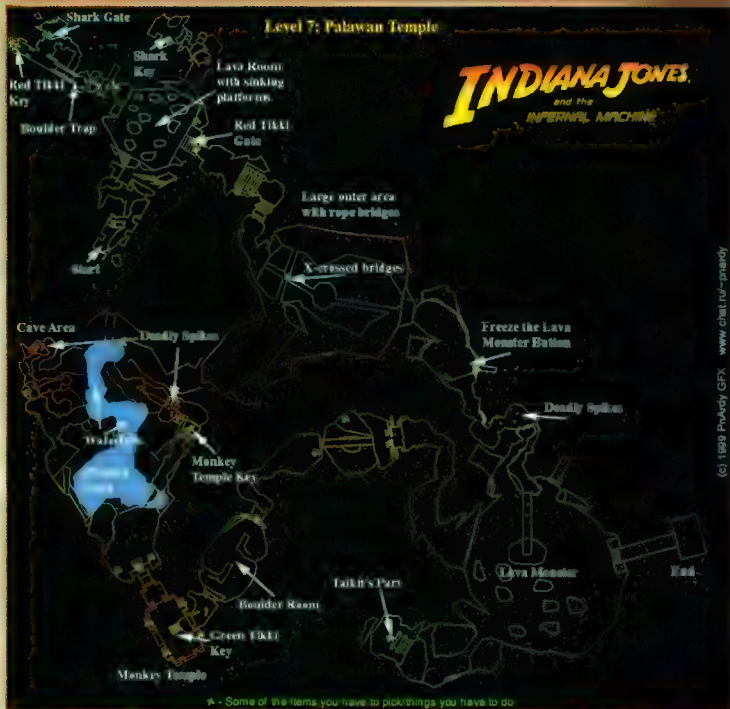 Level 7: Palawan Temple
Shark Gate
INDIANA JONES
and the
INFERNAL MACHINE
Shark
Key
Lava Room
with sinking
platforms
Red Tikki
Key
Boulder Trap
Red Tikki
Gate
Large outer area
with rope bridges
Start
X-crossed bridges
Cave Area
Deadly Spikes
Freeze the Lava
Monster Button
Deadly Spikes
Monkey
Temple Key
Lava Monster
End
Taikit's Part
Boulder Room
Green Tikki
Key
Monkey Temple
- Some of the items you have to pick/things you have to do
(c) 1999 PnArdy GFX www.chat.ru/~pnardy